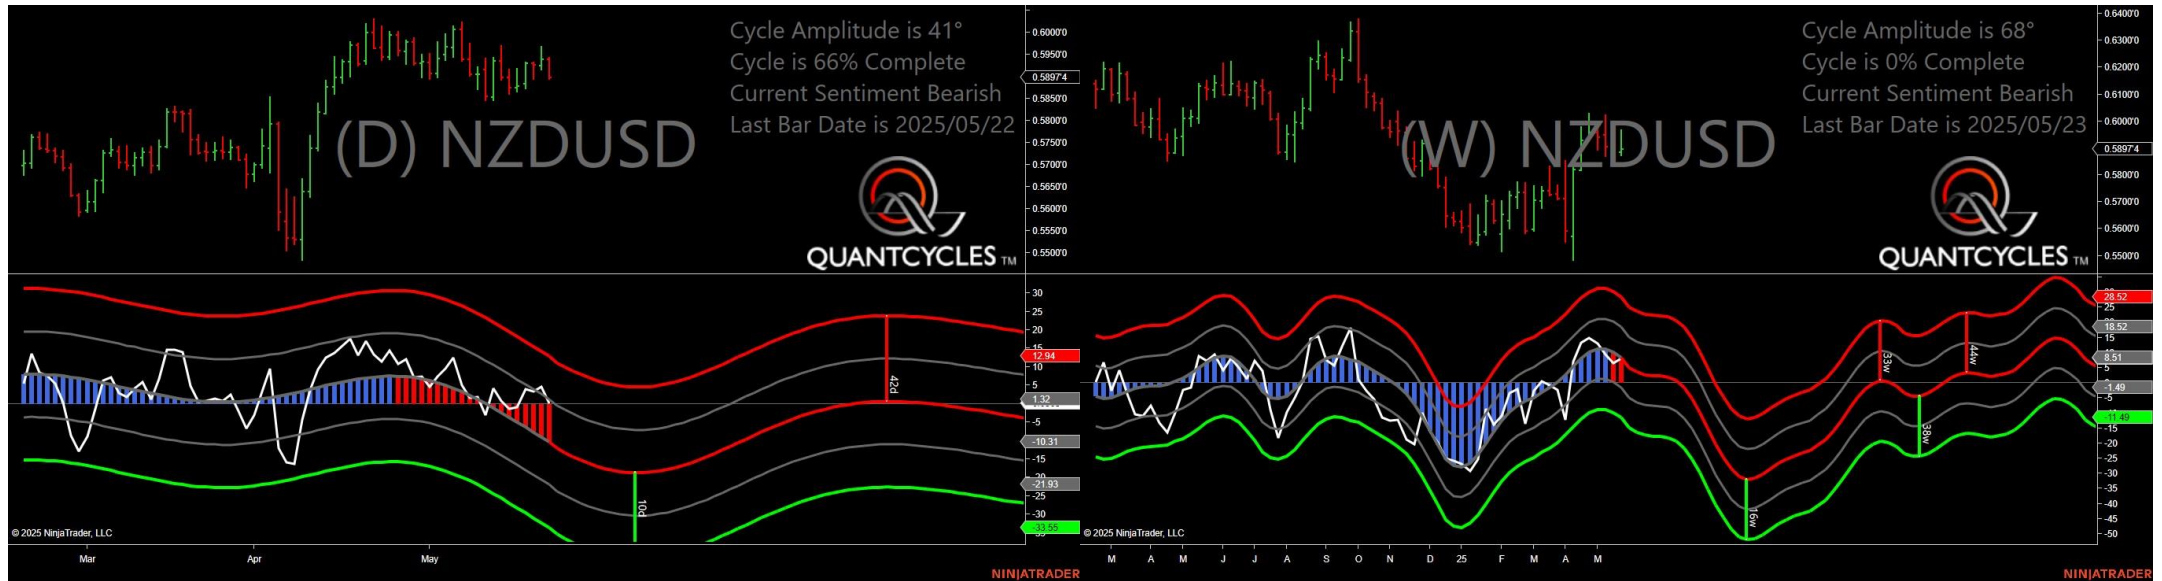 Cycle Amplitude is 41°
Cycle is 66% Complete
Current Sentiment Bearish
Last Bar Date is 2025/05/22
(D) NZDUSD
QUANTCYCLES TM
0.6000'0
0.5950'0
0.5897'4
0.5850'0
0.5800'0
0.5750'0
0.5700'0
0.5650'0
0.5600'0
0.5550'0
0.5500'0
30
25
20
15
12.94
10
5
1.32
-5
-10.31
-15
-21.93
-25
-30
-33.55
42d
10d
© 2025 NinjaTrader, LLC
Mar Apr May
NINJATRADER
Cycle Amplitude is 68°
Cycle is 0% Complete
Current Sentiment Bearish
Last Bar Date is 2025/05/23
(W) NZDUSD
QUANTCYCLES TM
0.6400'0
0.6300'0
0.6200'0
0.6100'0
0.6000'0
0.5897'4
0.5800'0
0.5700'0
0.5600'0
0.5500'0
28.52
25
18.52
15
10
8.51
5
-1.49
-5
-11.49
-15
-20
-25
-30
-35
-40
-45
-50
33w
44w
38w
16w
© 2025 NinjaTrader, LLC
M A M J J A S O N D 25 F M A M
NINJATRADER